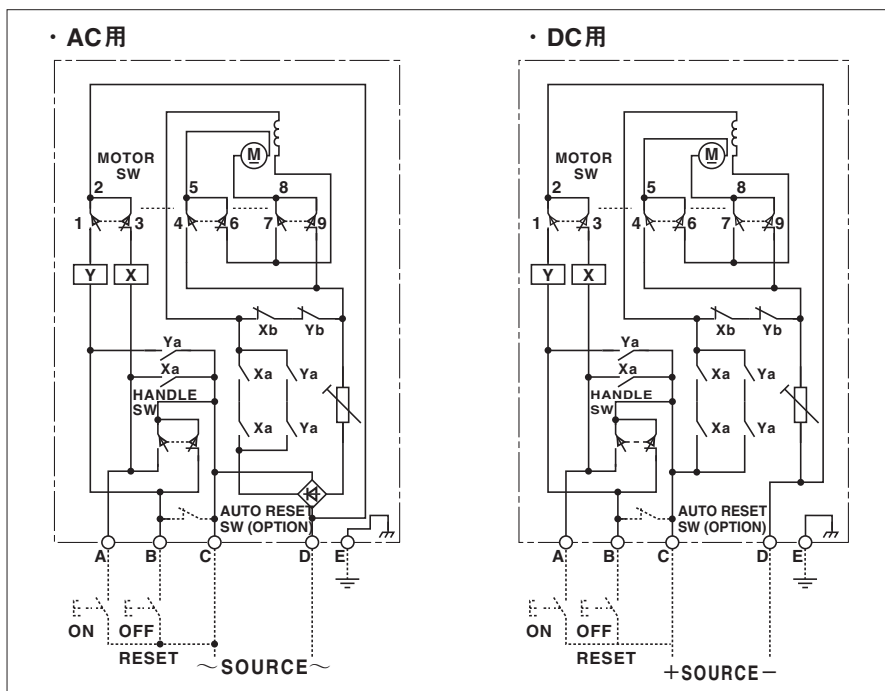 ・AC用
MOTOR
SW
2
5
8
M
1
3
4
6
7
9
Y
X
Xb
Yb
Ya
Xa
HANDLE
SW
Xa
Ya
Xa
Ya
AUTO RESET
SW (OPTION)
A
B
C
D
E
ON
OFF
RESET
～SOURCE～
・DC用
MOTOR
SW
2
5
8
M
1
3
4
6
7
9
Y
X
Xb
Yb
Ya
Xa
HANDLE
SW
Xa
Ya
Xa
Ya
AUTO RESET
SW (OPTION)
A
B
C
D
E
ON
OFF
RESET
+SOURCE−